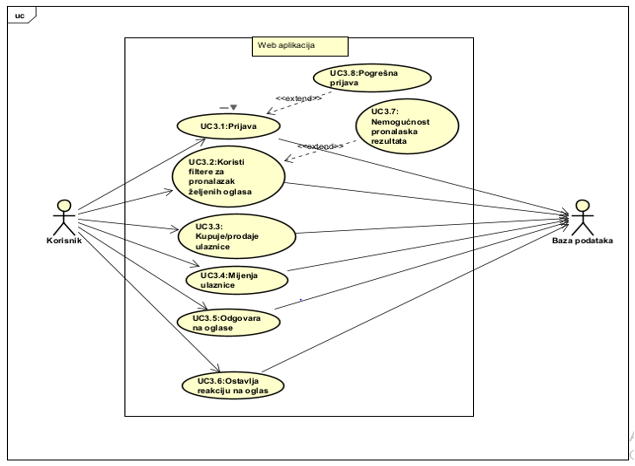 uc
Web aplikacija
UC3.8:Pogrešna
prijava
<<extend>>
UC3.1:Prijava
UC3.7:
Nemogućnost
pronalaska
rezultata
<<extend>>
UC3.2:Koristi
filtere za
pronalazak
željenih oglasa
Korisnik
UC3.3:
Kupuje/prodaje
ulaznice
Baza podataka
UC3.4:Mijenja
ulaznice
UC3.5:Odgovara
na oglase
UC3.6:Ostavlja
reakciju na oglas